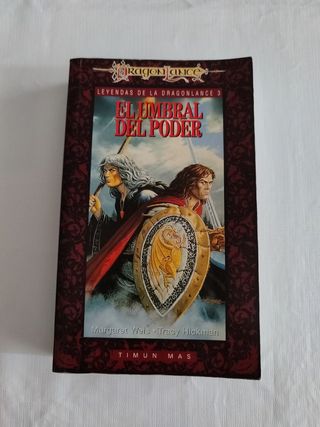 DRAGONLANCE
LEYENDAS DE LA DRAGONLANCE 3
EL UMBRAL
DEL PODER
Margaret Weis · Tracy Hickman
TIMUN MAS